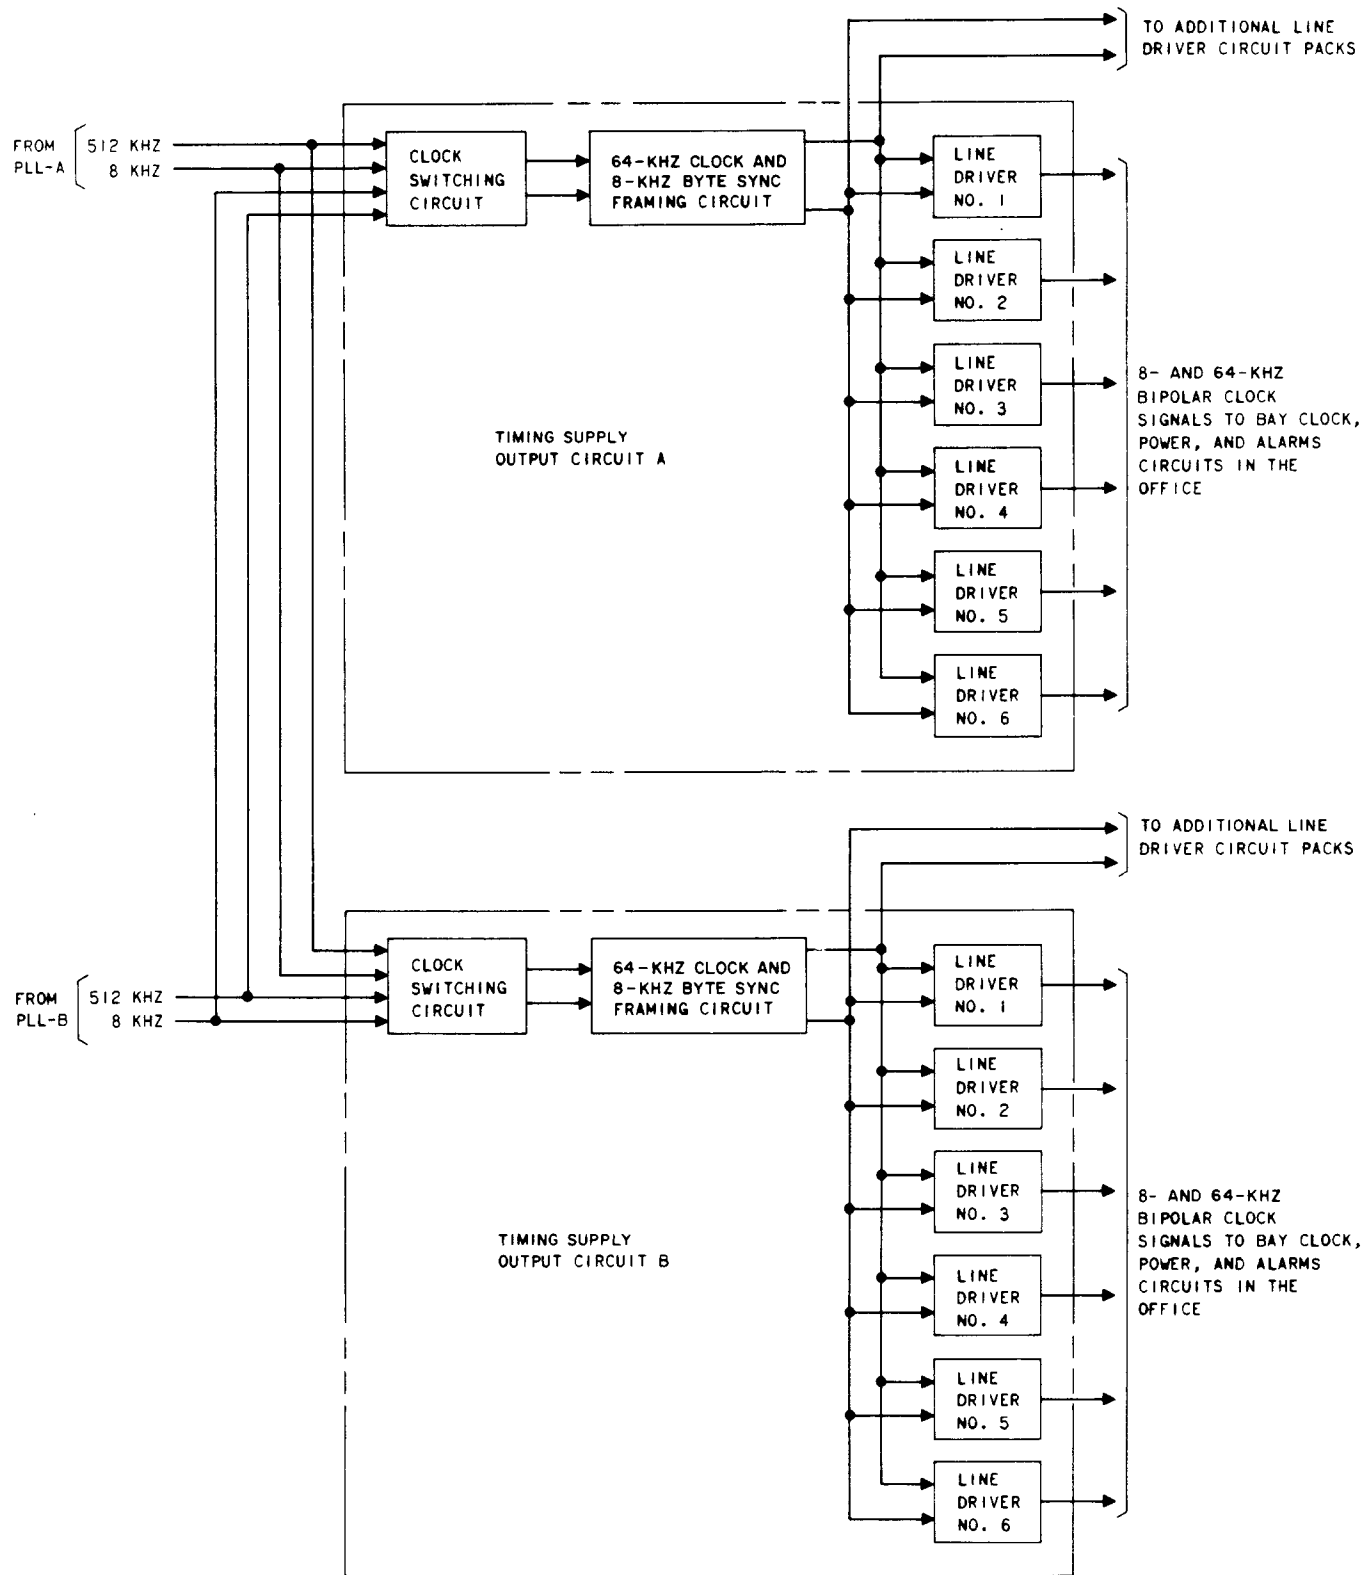 TO ADDITIONAL LINE
DRIVER CIRCUIT PACKS
FROM
PLL-A
512 KHZ
8 KHZ
CLOCK
SWITCHING
CIRCUIT
64-KHZ CLOCK AND
8-KHZ BYTE SYNC
FRAMING CIRCUIT
LINE
DRIVER
NO. 1
LINE
DRIVER
NO. 2
LINE
DRIVER
NO. 3
LINE
DRIVER
NO. 4
LINE
DRIVER
NO. 5
LINE
DRIVER
NO. 6
8- AND 64-KHZ
BIPOLAR CLOCK
SIGNALS TO BAY CLOCK,
POWER, AND ALARMS
CIRCUITS IN THE
OFFICE
TIMING SUPPLY
OUTPUT CIRCUIT A
TO ADDITIONAL LINE
DRIVER CIRCUIT PACKS
FROM
PLL-B
512 KHZ
8 KHZ
CLOCK
SWITCHING
CIRCUIT
64-KHZ CLOCK AND
8-KHZ BYTE SYNC
FRAMING CIRCUIT
LINE
DRIVER
NO. 1
LINE
DRIVER
NO. 2
LINE
DRIVER
NO. 3
LINE
DRIVER
NO. 4
LINE
DRIVER
NO. 5
LINE
DRIVER
NO. 6
8- AND 64-KHZ
BIPOLAR CLOCK
SIGNALS TO BAY CLOCK,
POWER, AND ALARMS
CIRCUITS IN THE
OFFICE
TIMING SUPPLY
OUTPUT CIRCUIT B